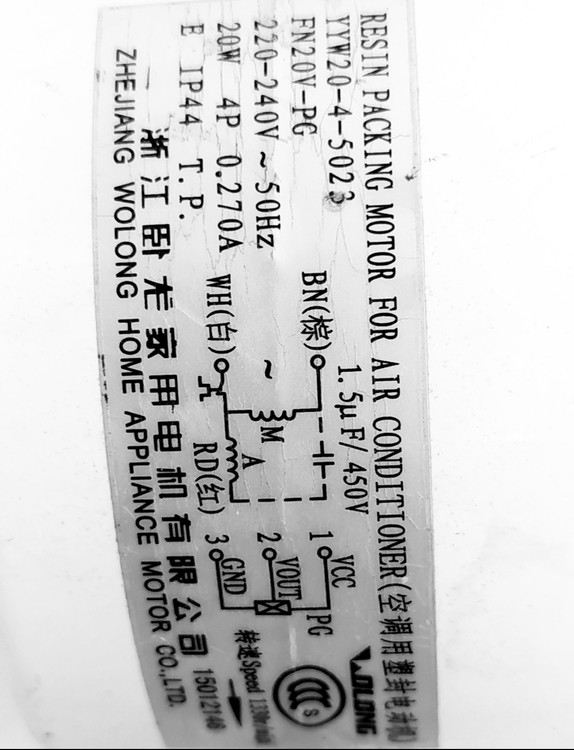 RESIN PACKING MOTOR FOR AIR CONDITIONER(空调用塑封电动机)
YYW20-4-5023
FN20V-PG
220-240V~50Hz
20W 4P 0.270A
E IP44 T.P.
1.5μF/450V
BN(棕)
~
M
A
WH(白)
RD(红)
1 VCC
2 VOUT
3 GND
PG
WOLONG
CCC
S
转速Speed
浙江卧龙家用电机有限公司 15012146
ZHEJIANG WOLONG HOME APPLIANCE MOTOR CO.,LTD.